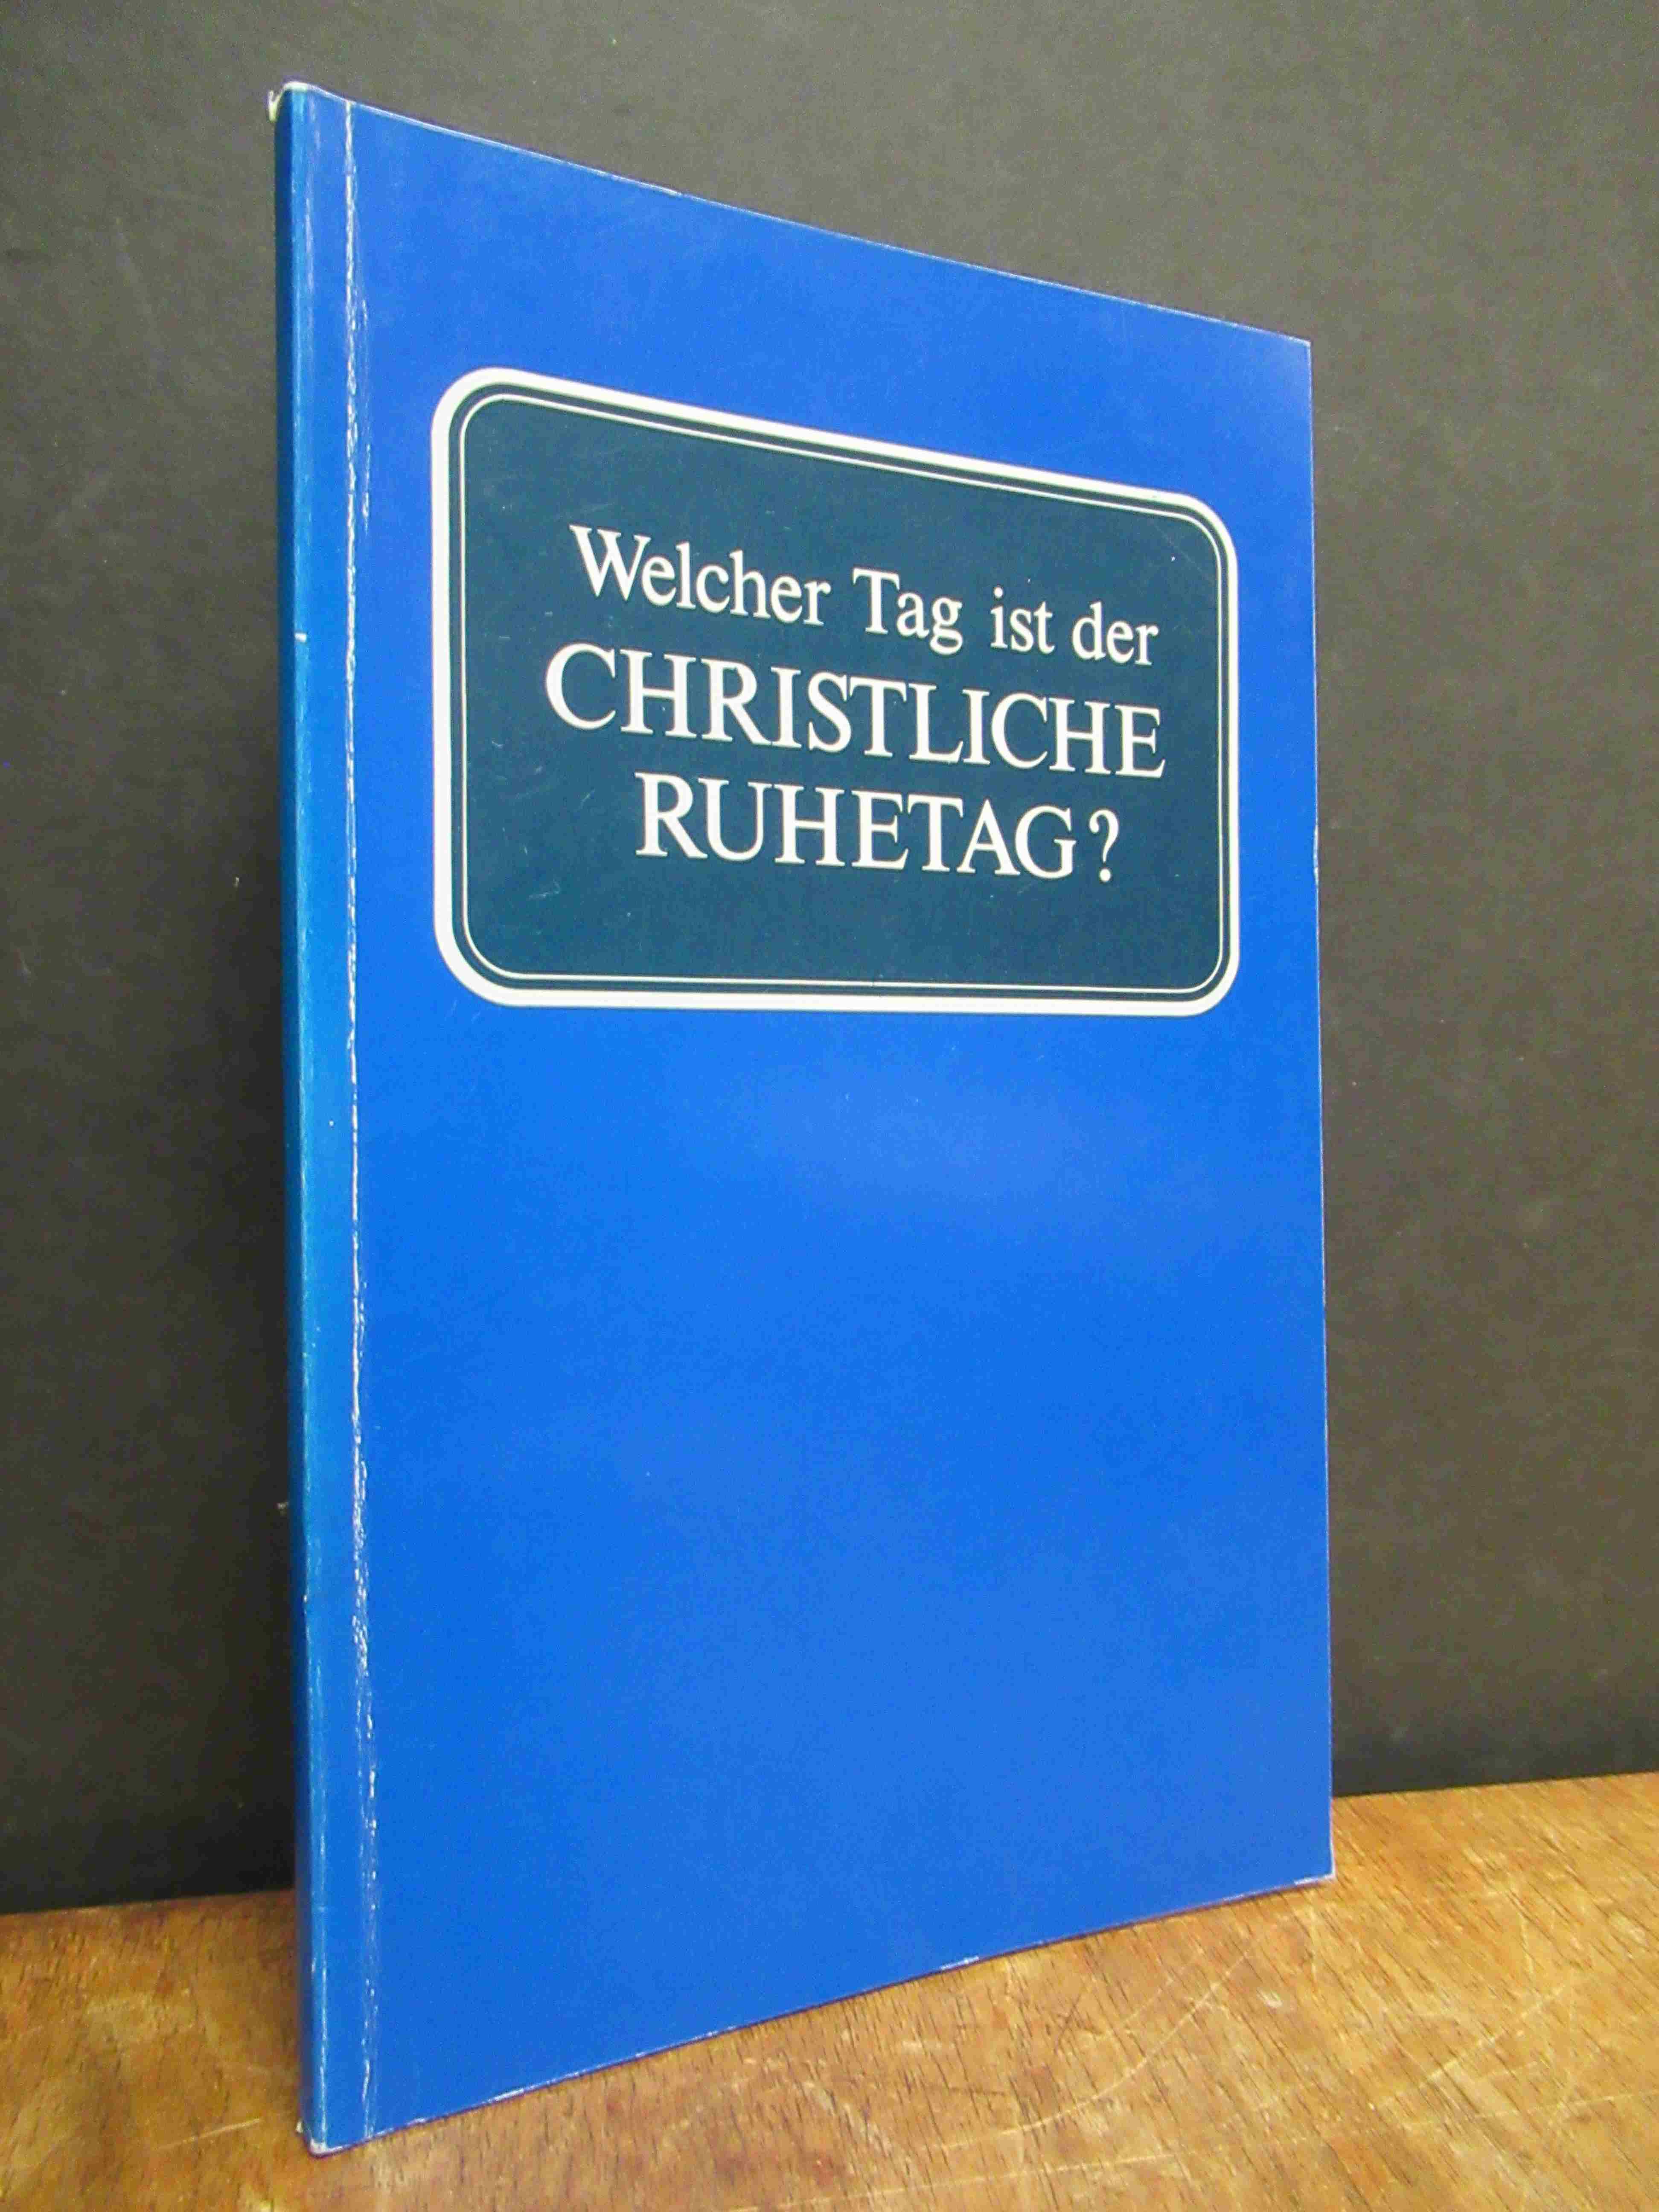 Welcher Tag ist der
CHRISTLICHE
RUHETAG?